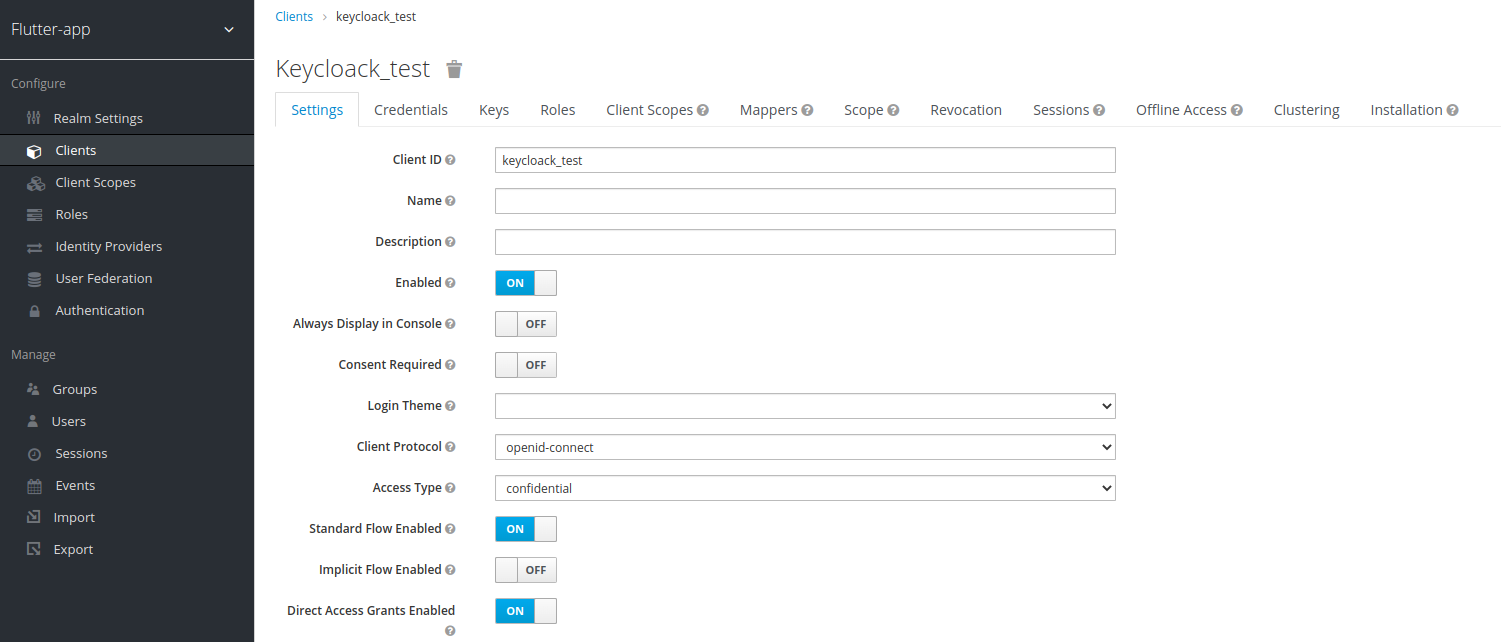 Flutter-app
Configure
Realm Settings
Clients
Client Scopes
Roles
Identity Providers
User Federation
Authentication
Manage
Groups
Users
Sessions
Events
Import
Export
Clients › keycloack_test
Keycloack_test
Settings Credentials Keys Roles Client Scopes ? Mappers ? Scope ? Revocation Sessions ? Offline Access ? Clustering Installation ?
Client ID ? keycloack_test
Name ?
Description ?
Enabled ? ON
Always Display in Console ? OFF
Consent Required ? OFF
Login Theme ?
Client Protocol ? openid-connect
Access Type ? confidential
Standard Flow Enabled ? ON
Implicit Flow Enabled ? OFF
Direct Access Grants Enabled ON
?